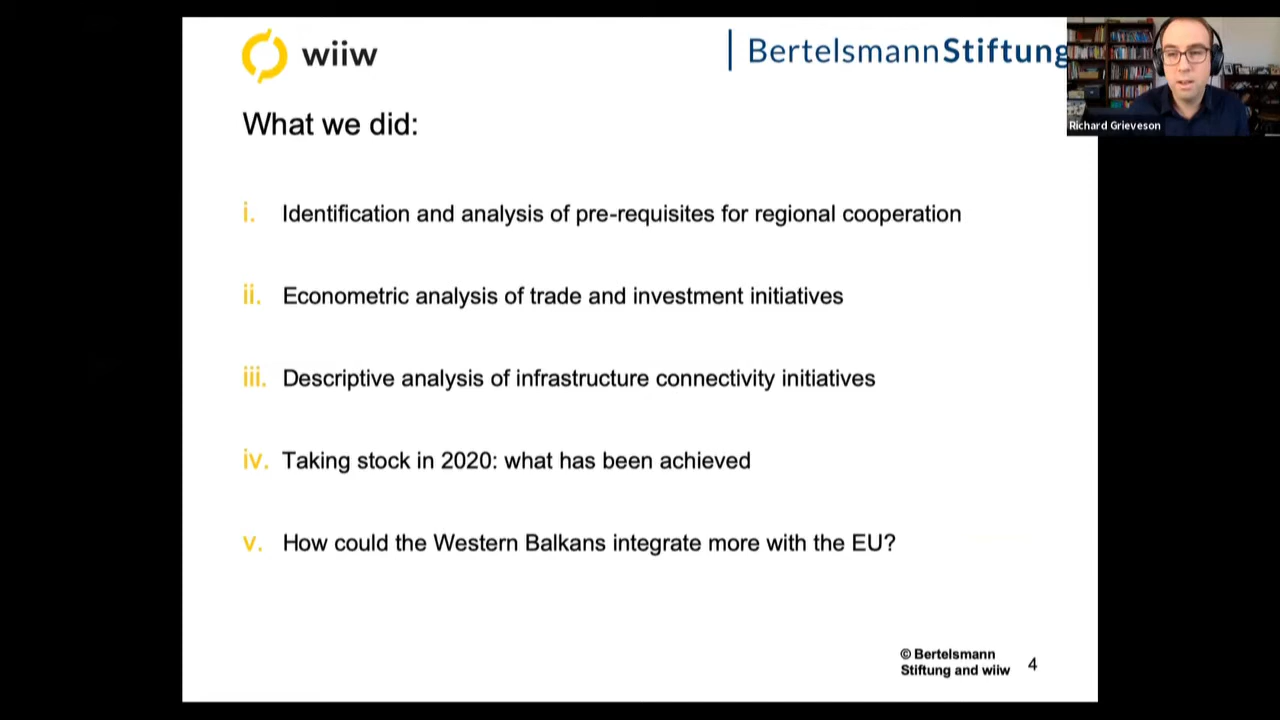 wiiw
BertelsmannStiftung
Richard Grieveson
What we did:
i. Identification and analysis of pre-requisites for regional cooperation
ii. Econometric analysis of trade and investment initiatives
iii. Descriptive analysis of infrastructure connectivity initiatives
iv. Taking stock in 2020: what has been achieved
v. How could the Western Balkans integrate more with the EU?
© Bertelsmann
Stiftung and wiiw
4